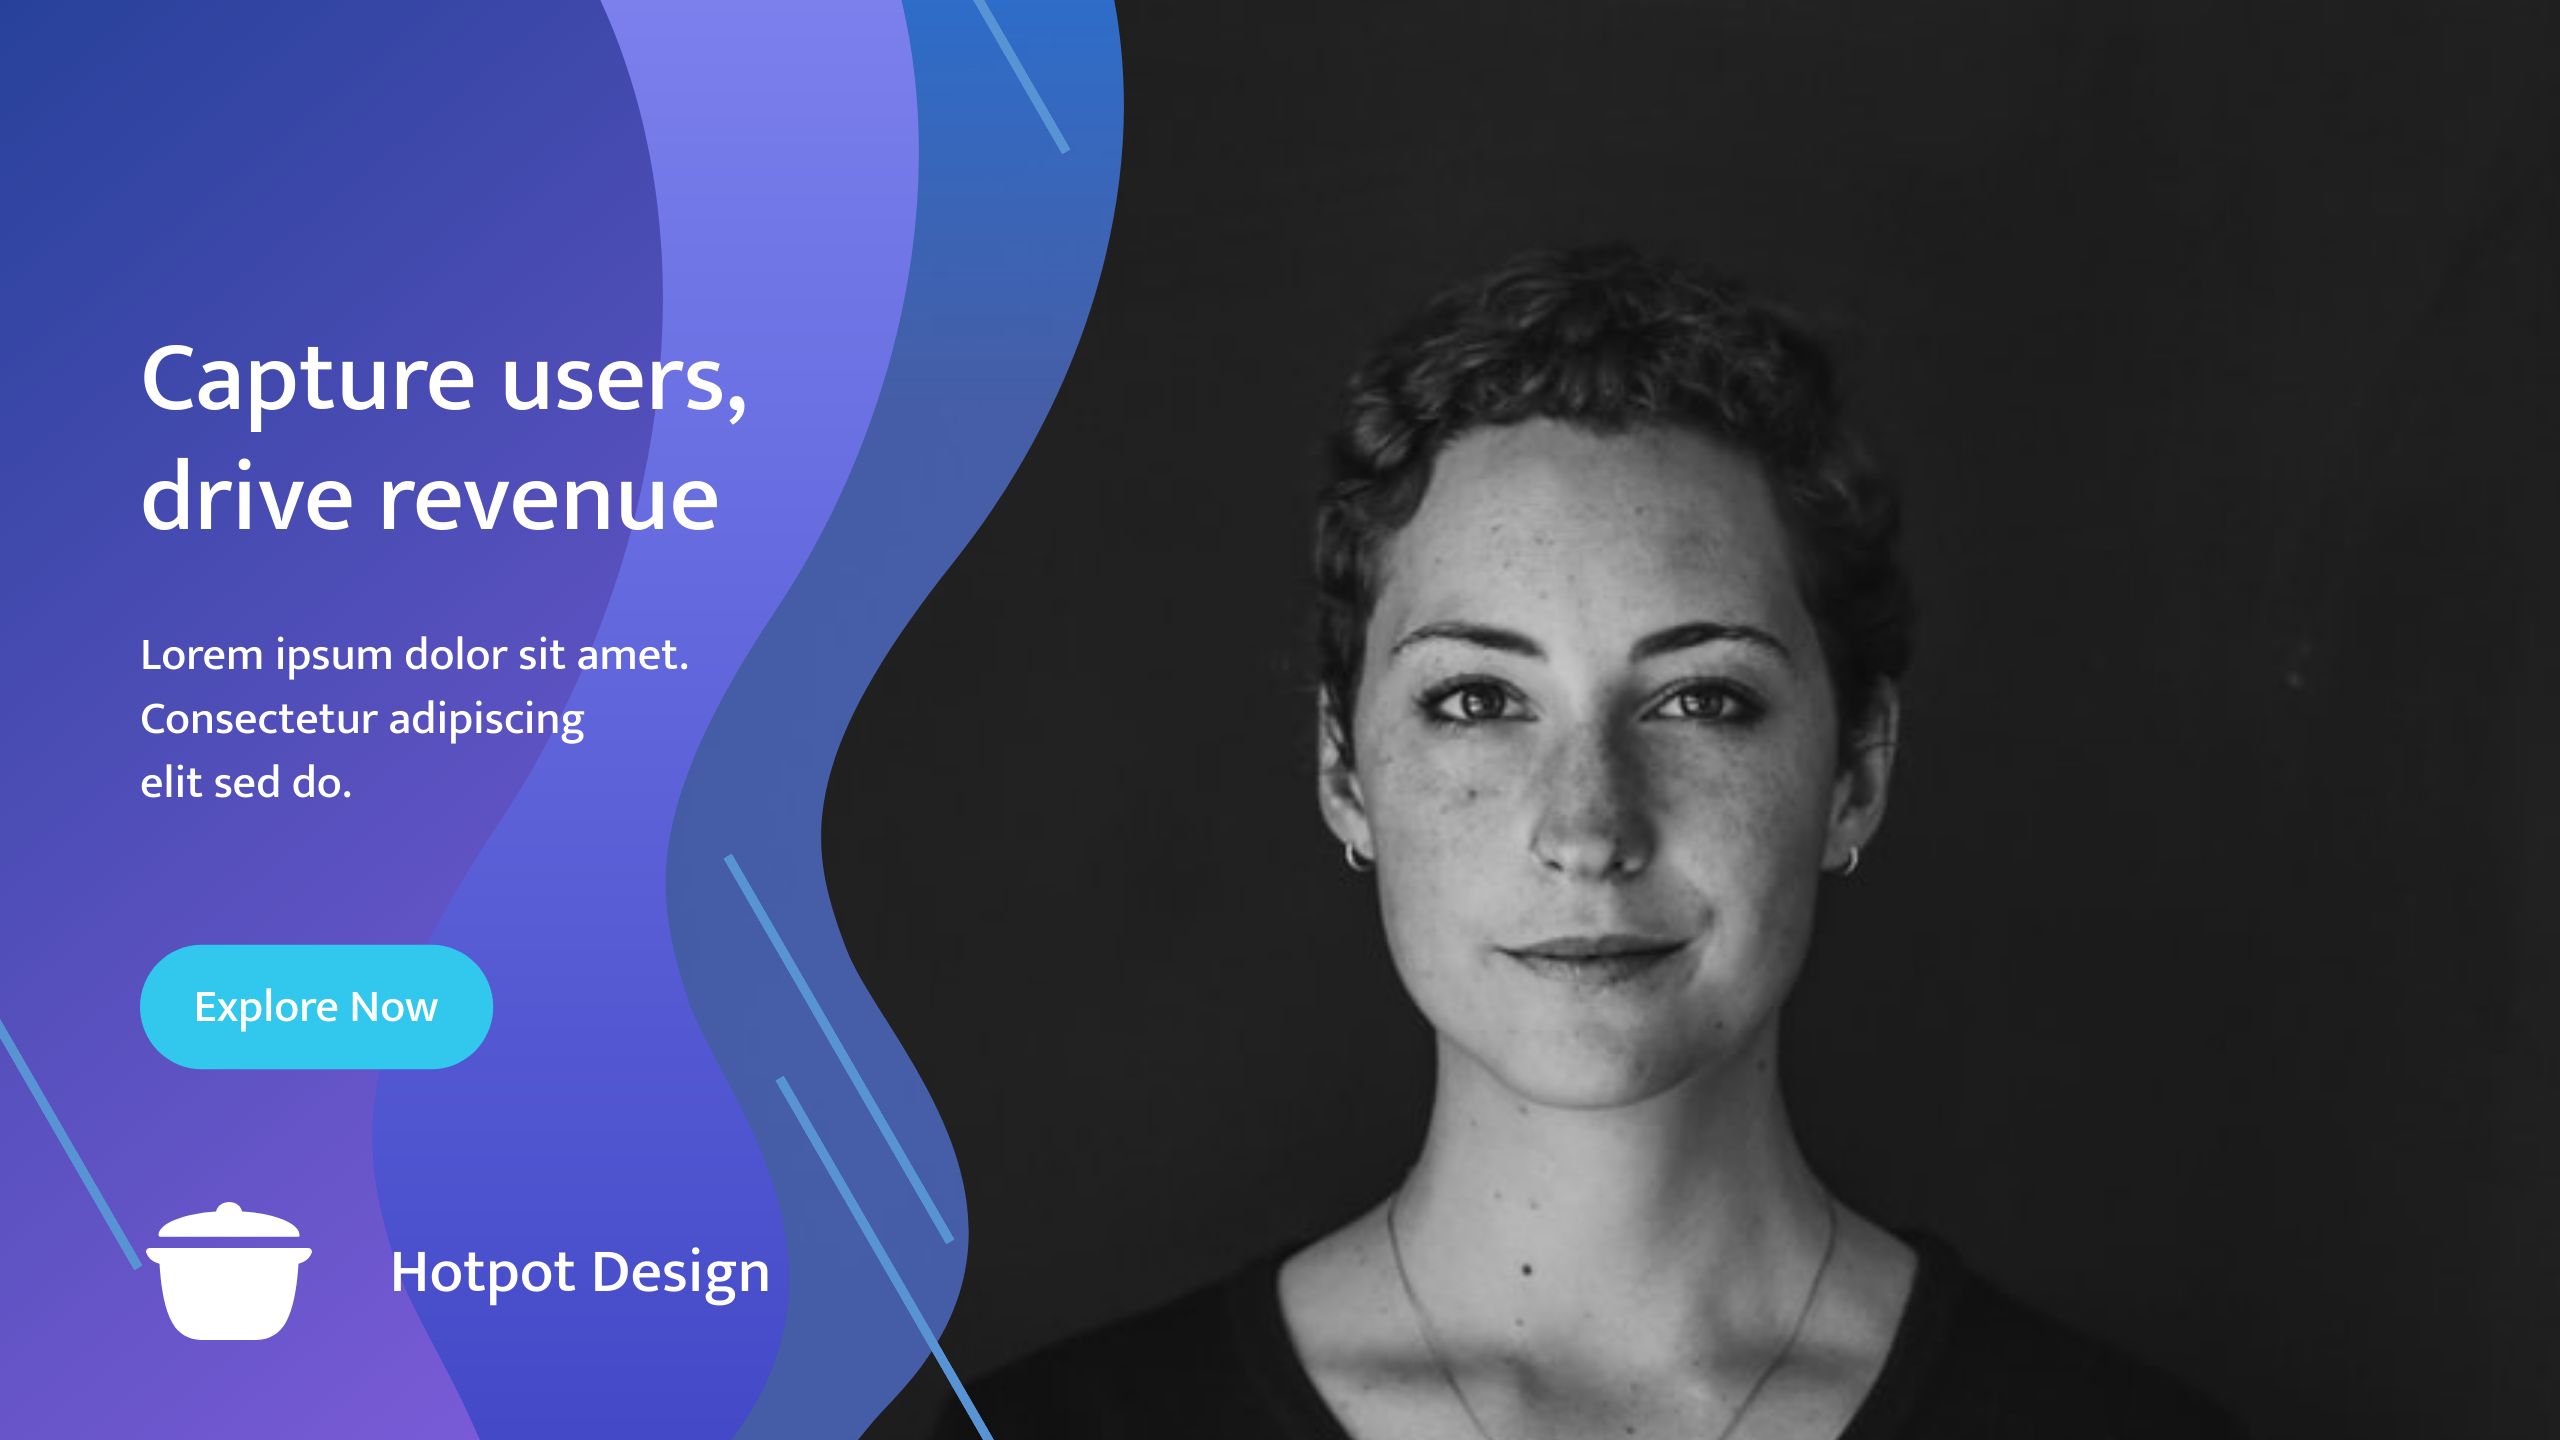 Capture users,
drive revenue
Lorem ipsum dolor sit amet.
Consectetur adipiscing
elit sed do.
Explore Now
Hotpot Design